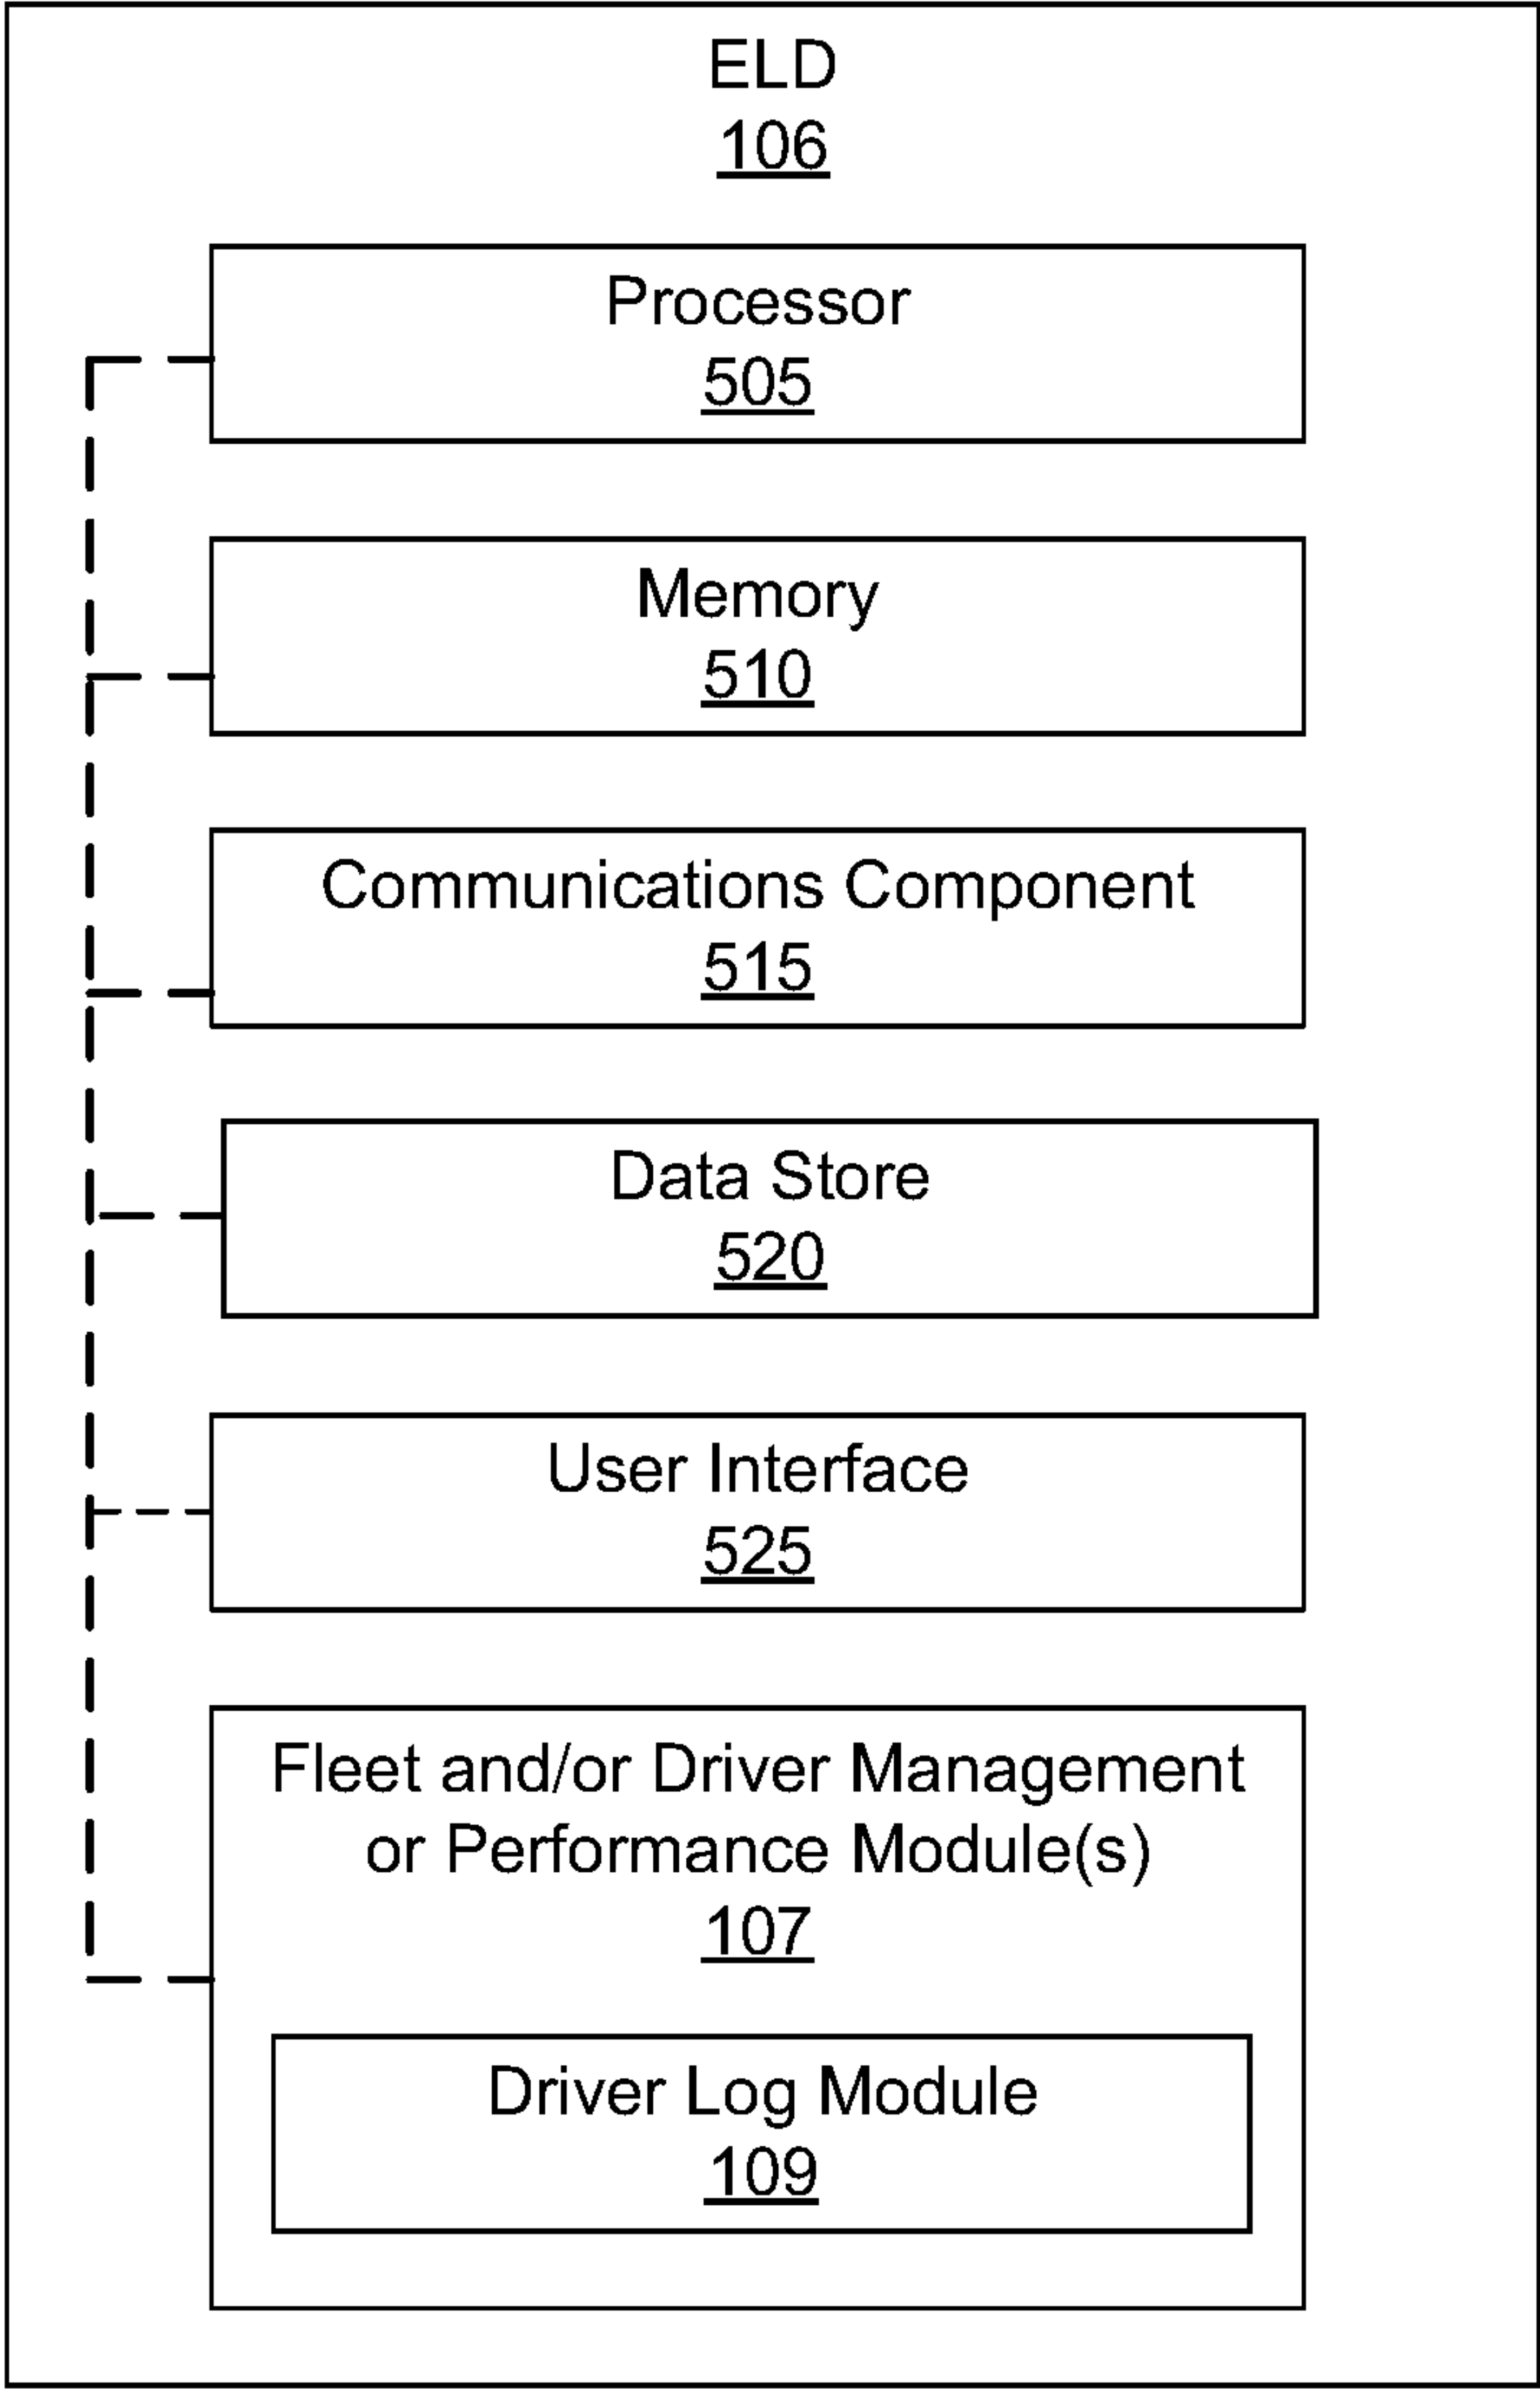 ELD
106
Processor
505
Memory
510
Communications Component
515
Data Store
520
User Interface
525
Fleet and/or Driver Management
or Performance Module(s)
107
Driver Log Module
109